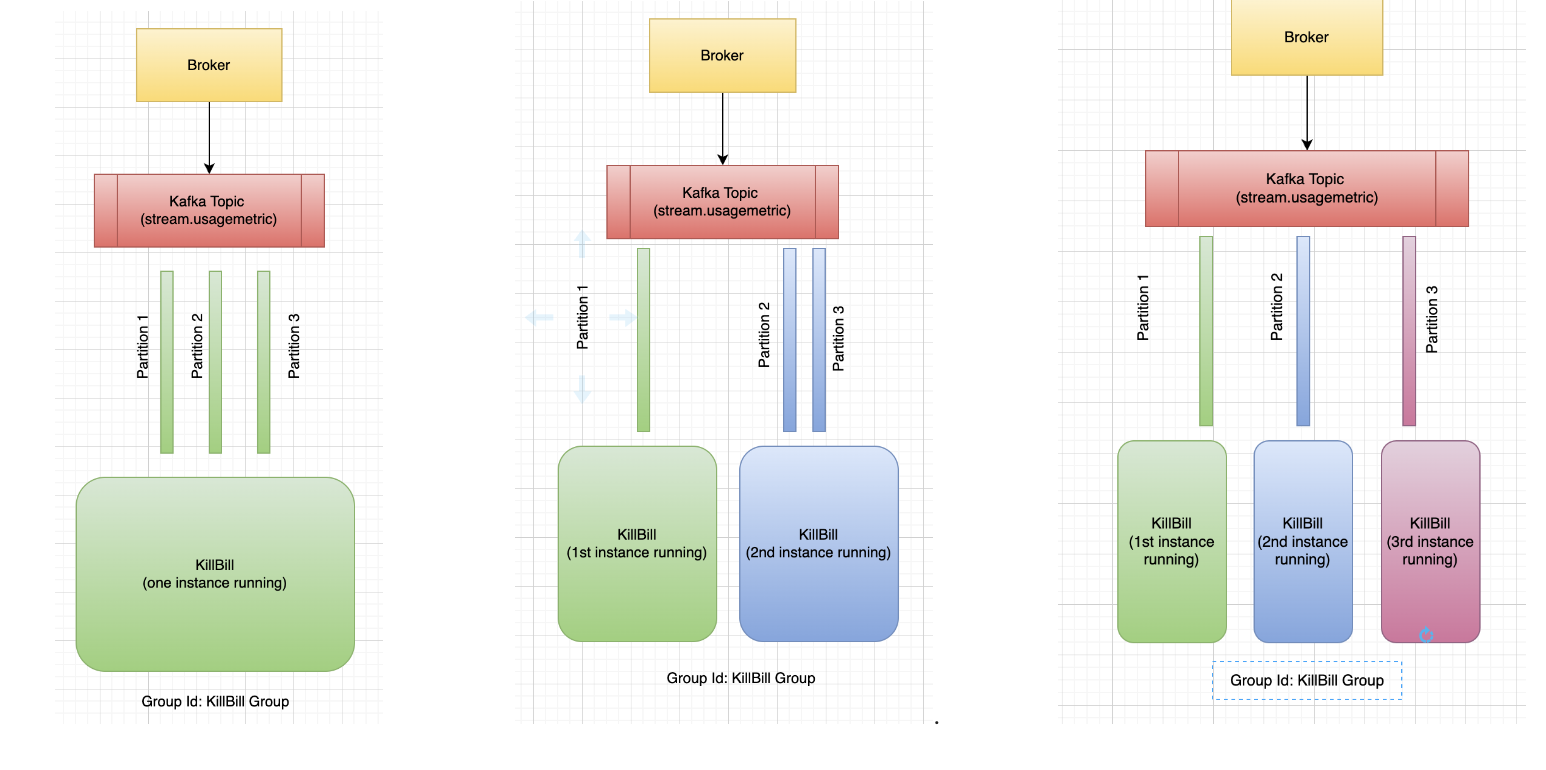 Broker
Kafka Topic
(stream.usagemetric)
Partition 1
Partition 2
Partition 3
KillBill
(one instance running)
Group Id: KillBill Group
Broker
Kafka Topic
(stream.usagemetric)
Partition 1
Partition 2
Partition 3
KillBill
(1st instance running)
KillBill
(2nd instance running)
Group Id: KillBill Group
.
Broker
Kafka Topic
(stream.usagemetric)
Partition 1
Partition 2
Partition 3
KillBill
(1st instance
running)
KillBill
(2nd instance
running)
KillBill
(3rd instance
running)
Group Id: KillBill Group